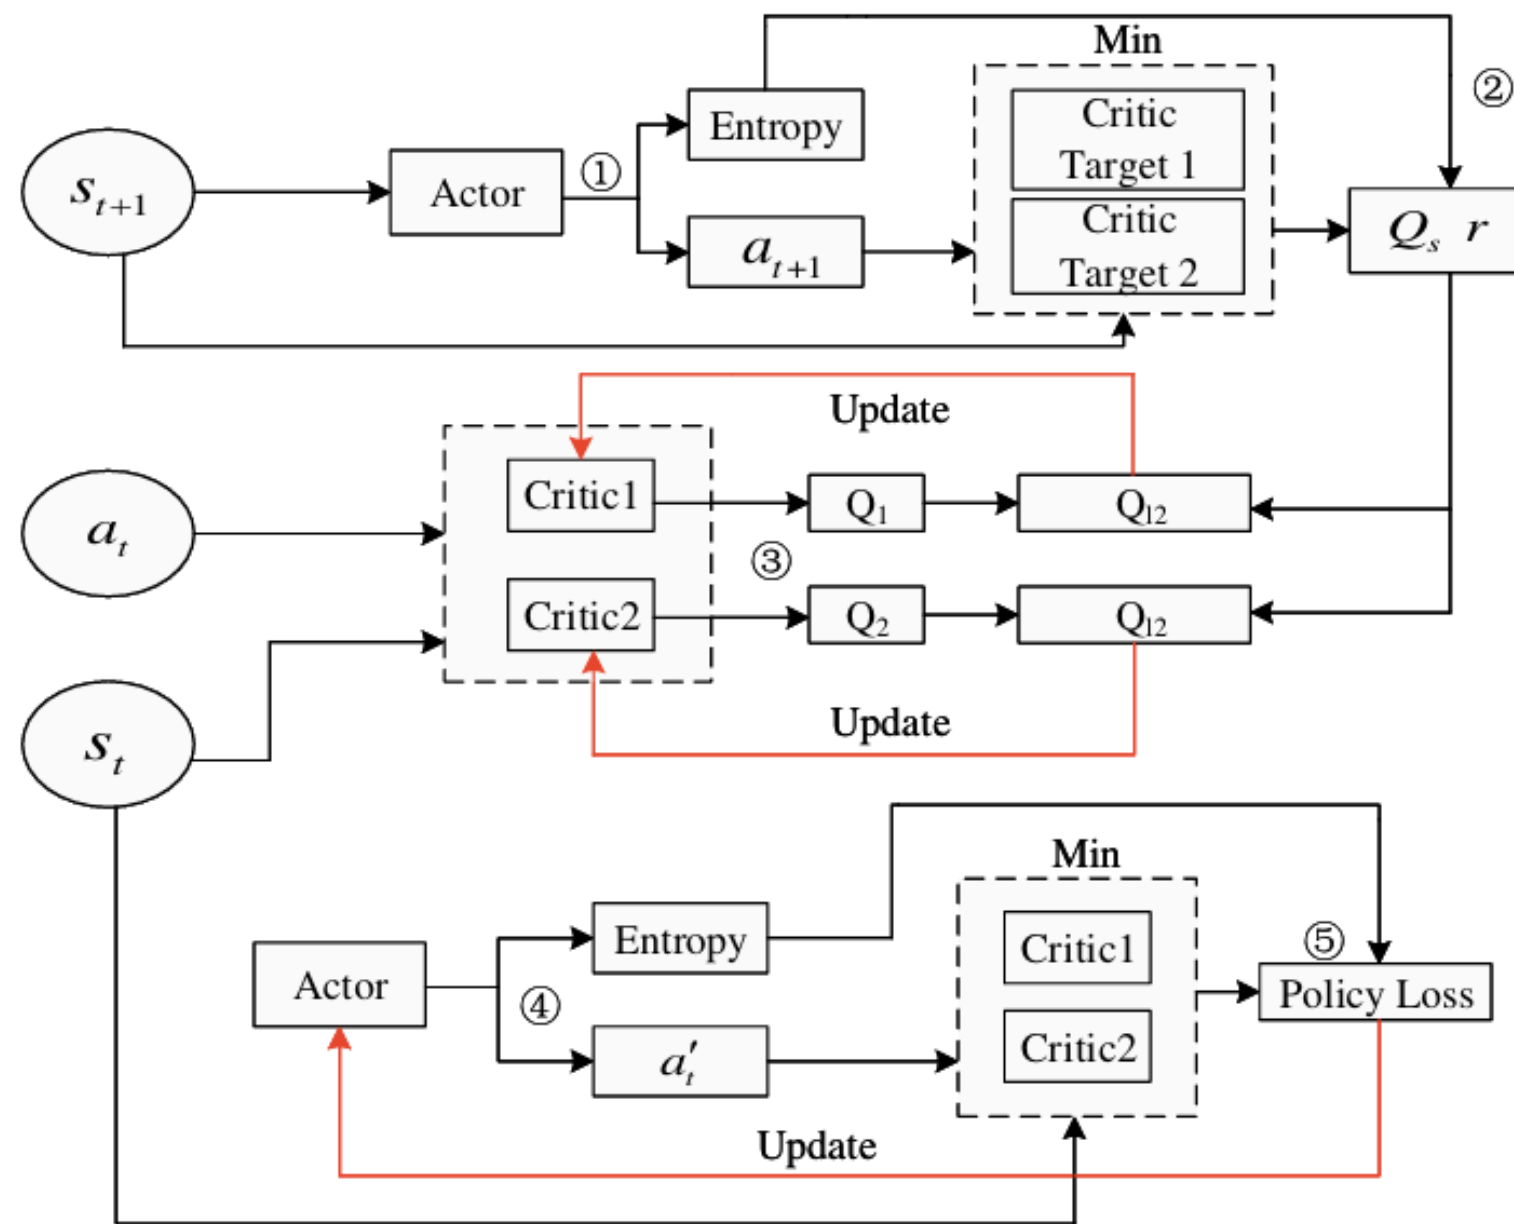 Min
②
Entropy
Critic
Target 1
s_{t+1}
Actor
①
a_{t+1}
Critic
Target 2
Q_s r
Update
a_t
Critic1
Q_1
Q_{12}
③
Critic2
Q_2
Q_{12}
s_t
Update
Min
Entropy
Critic1
⑤
Actor
④
Policy Loss
a'_t
Critic2
Update